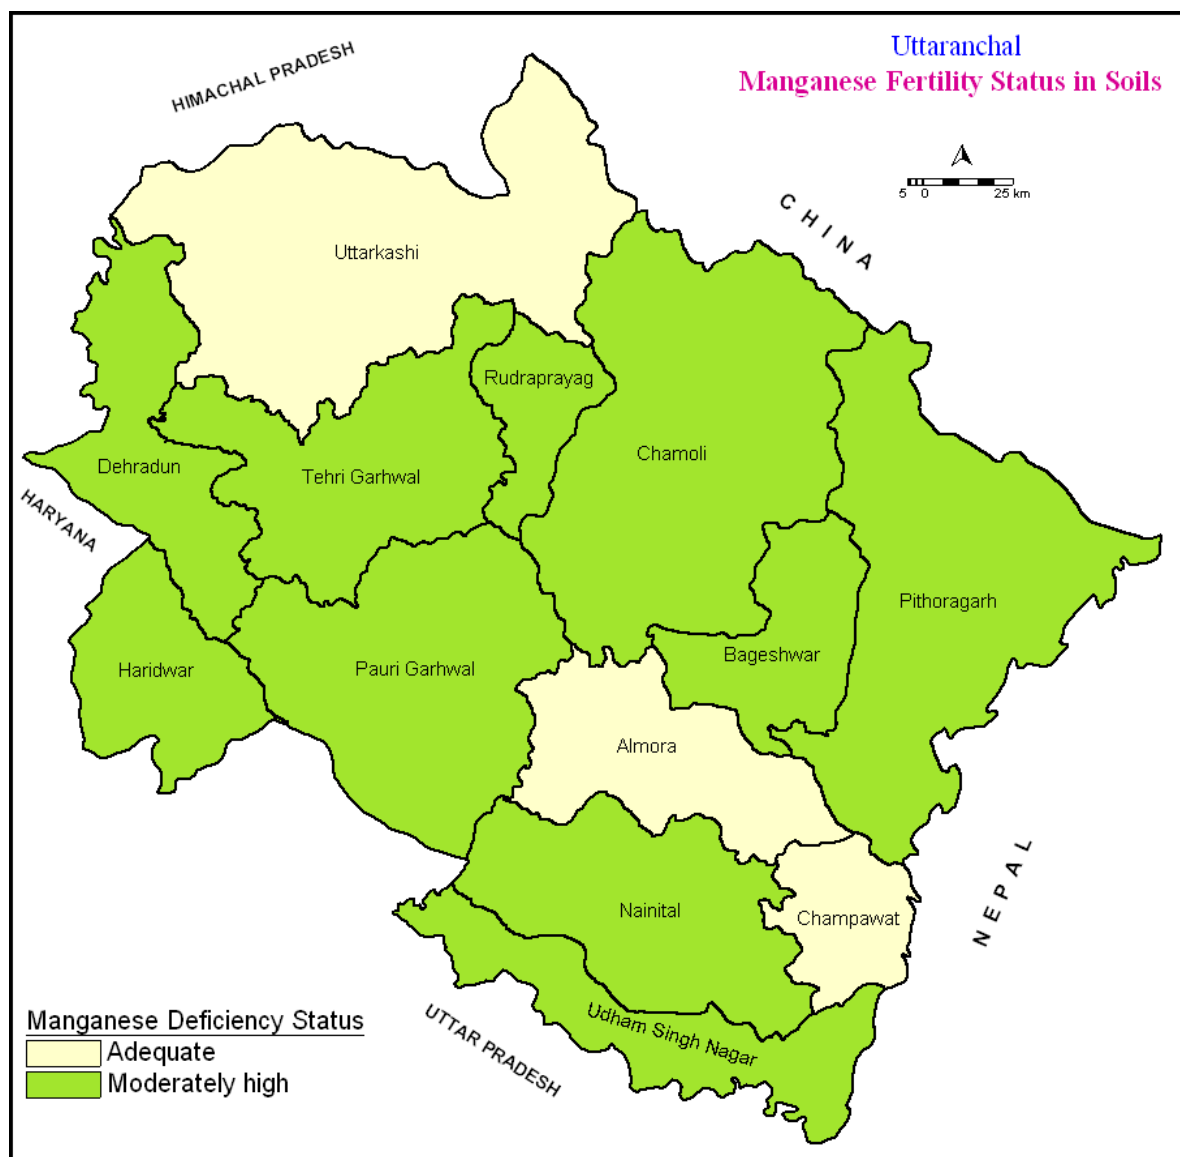 Uttaranchal
Manganese Fertility Status in Soils
HIMACHAL PRADESH
5 0 25 km
CHINA
Uttarkashi
Rudraprayag
Chamoli
Dehradun
Tehri Garhwal
HARYANA
Pithoragarh
Haridwar
Pauri Garhwal
Bageshwar
Almora
Nainital
Champawat
NEPAL
Udham Singh Nagar
UTTAR PRADESH
Manganese Deficiency Status
Adequate
Moderately high